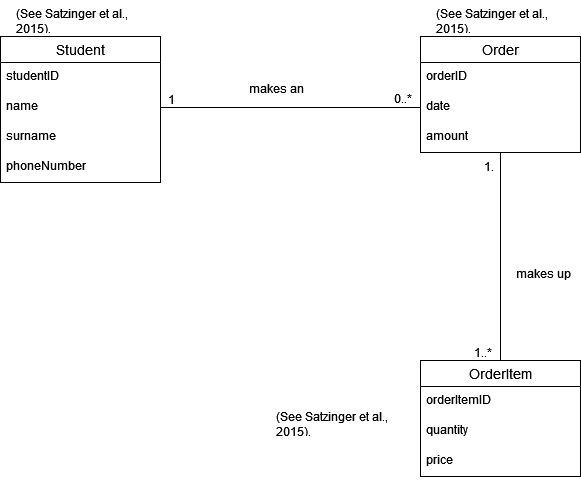 (See Satzinger et al.,
2015).
Student
studentID
name
surname
phoneNumber
1
makes an
0..*
(See Satzinger et al.,
2015).
Order
orderID
date
amount
1.
makes up
1..*
OrderItem
orderItemID
quantity
price
(See Satzinger et al.,
2015).